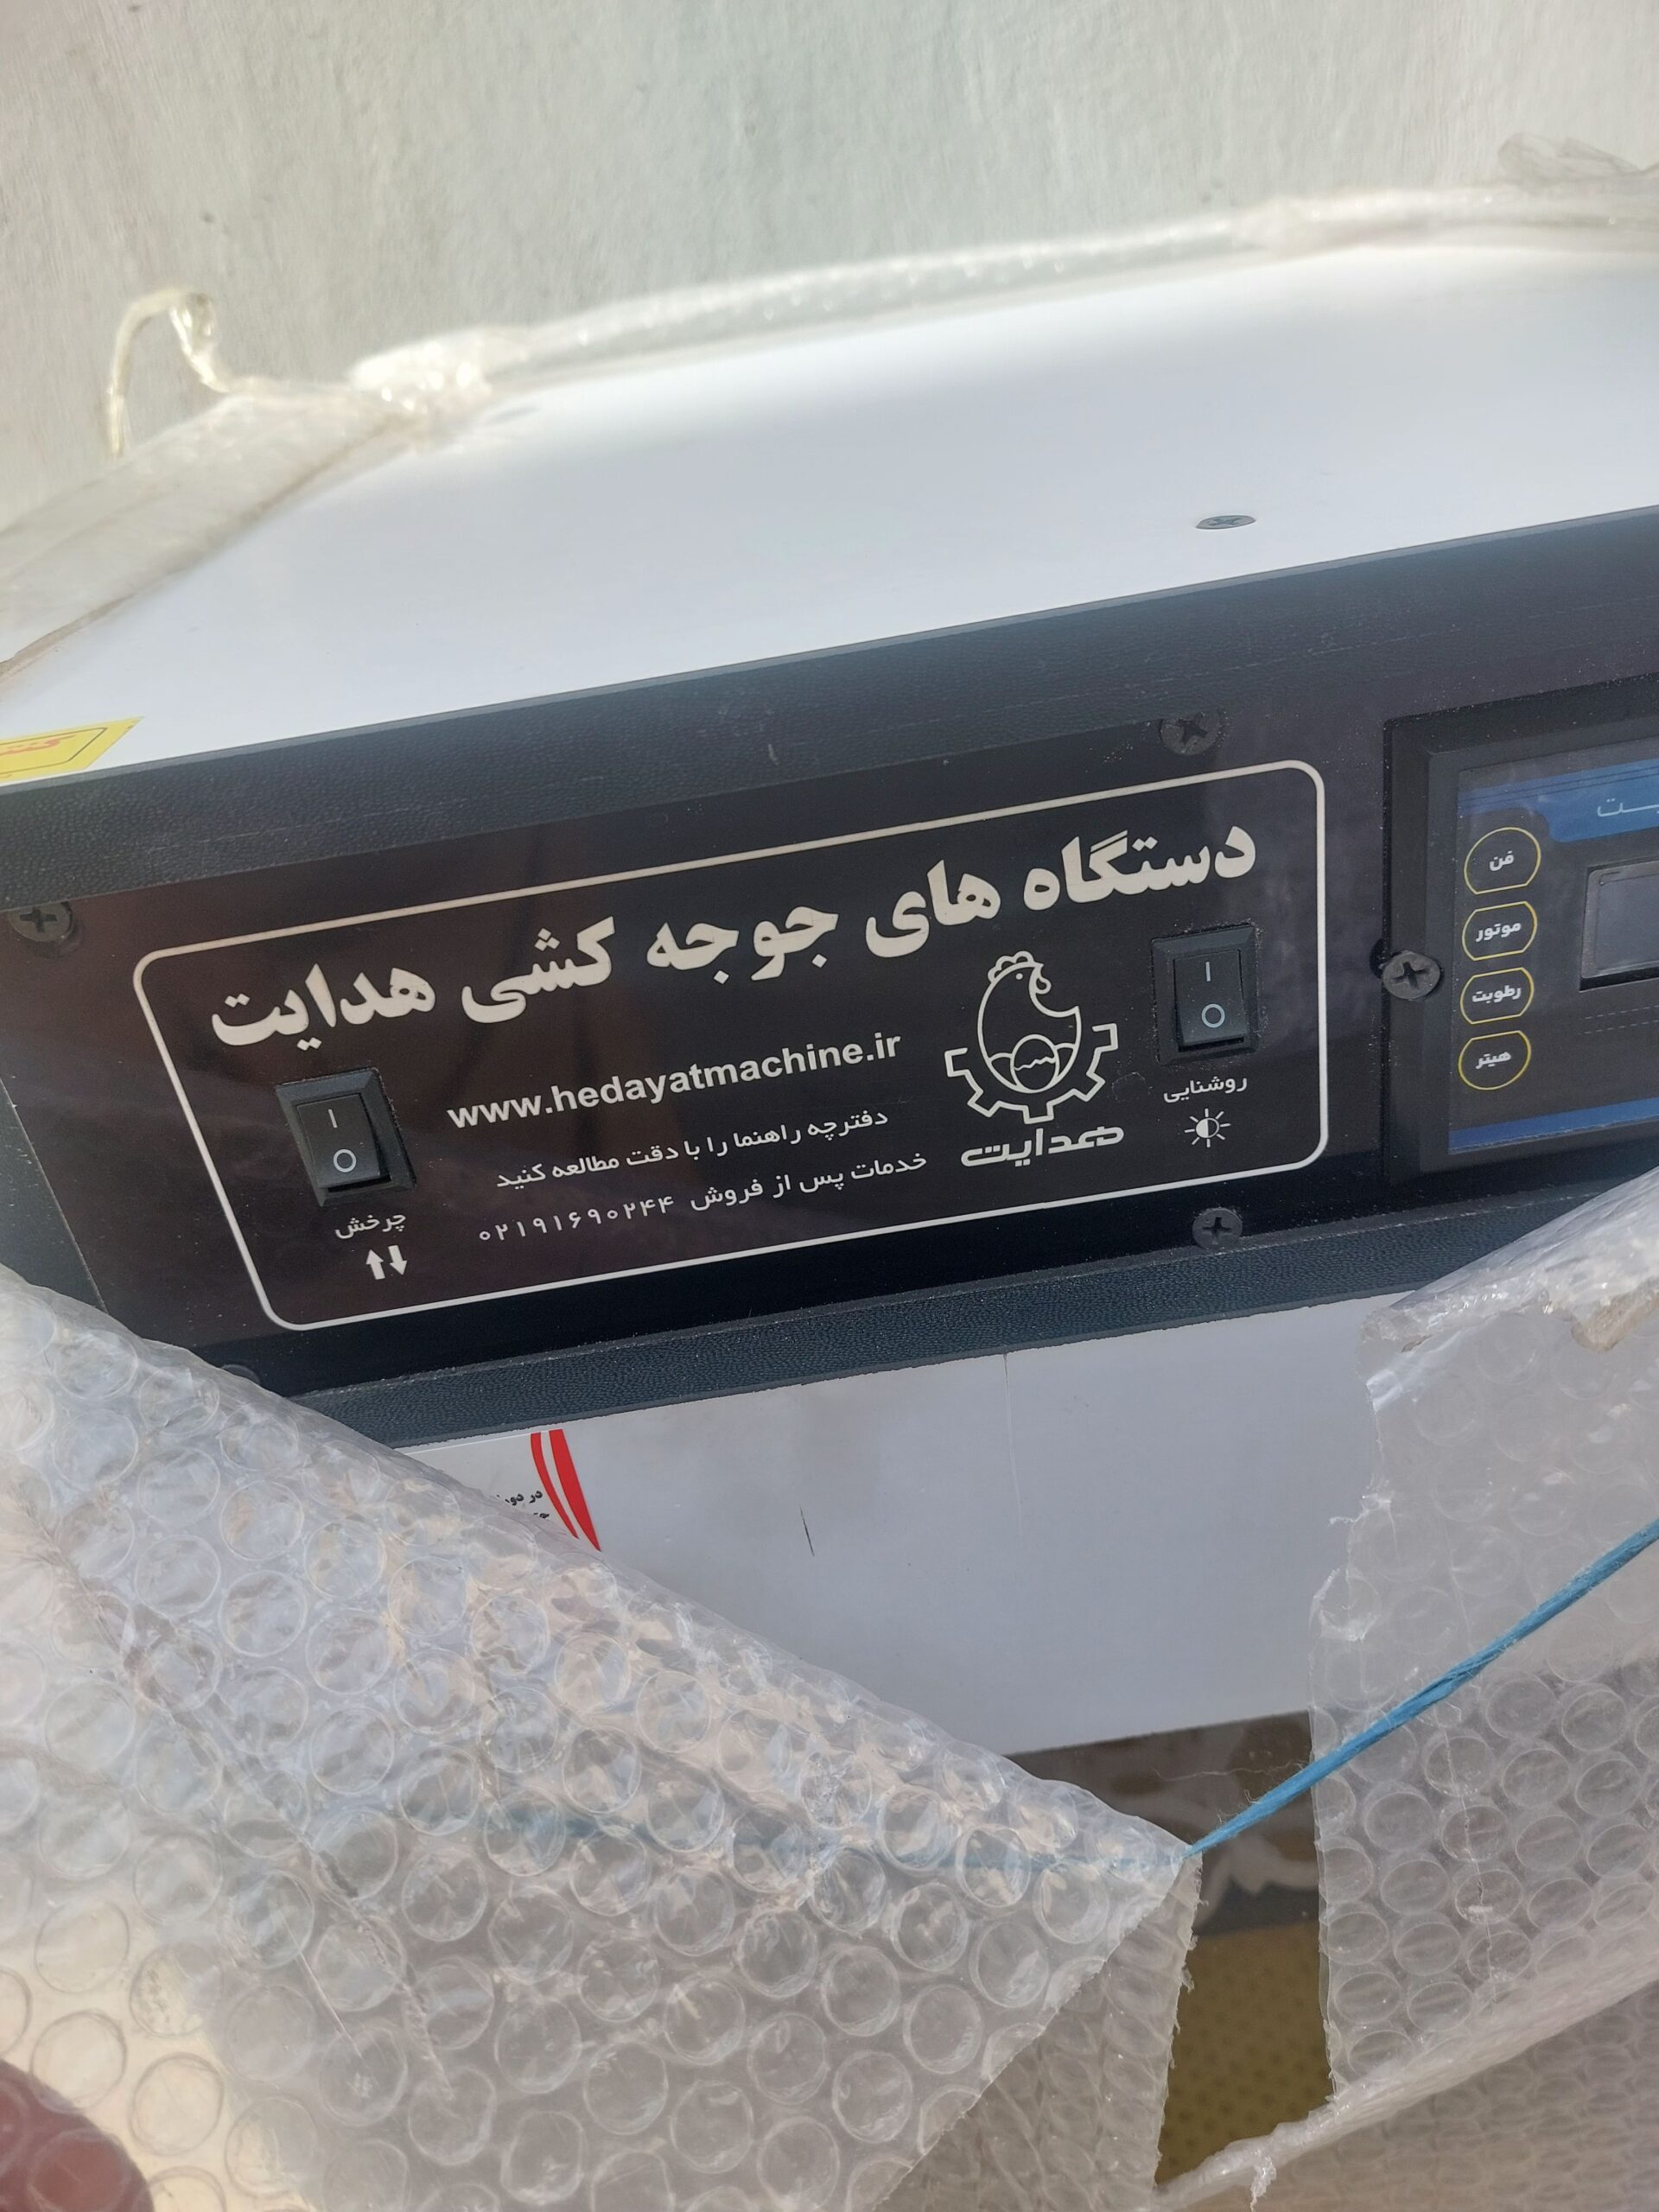 دستگاه های جوجه کشی هدایت
www.hedayatmachine.ir
دفترچه راهنما را با دقت مطالعه کنید
خدمات پس از فروش ۰۲۱۹۱۶۹۰۲۴۴
هدایت
روشنایی
چرخش
فن
موتور
رطوبت
هیتر